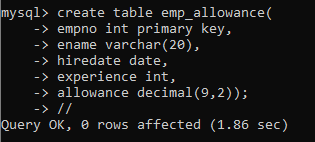 mysql> create table emp_allowance(
    -> empno int primary key,
    -> ename varchar(20),
    -> hiredate date,
    -> experience int,
    -> allowance decimal(9,2));
    -> //
Query OK, 0 rows affected (1.86 sec)